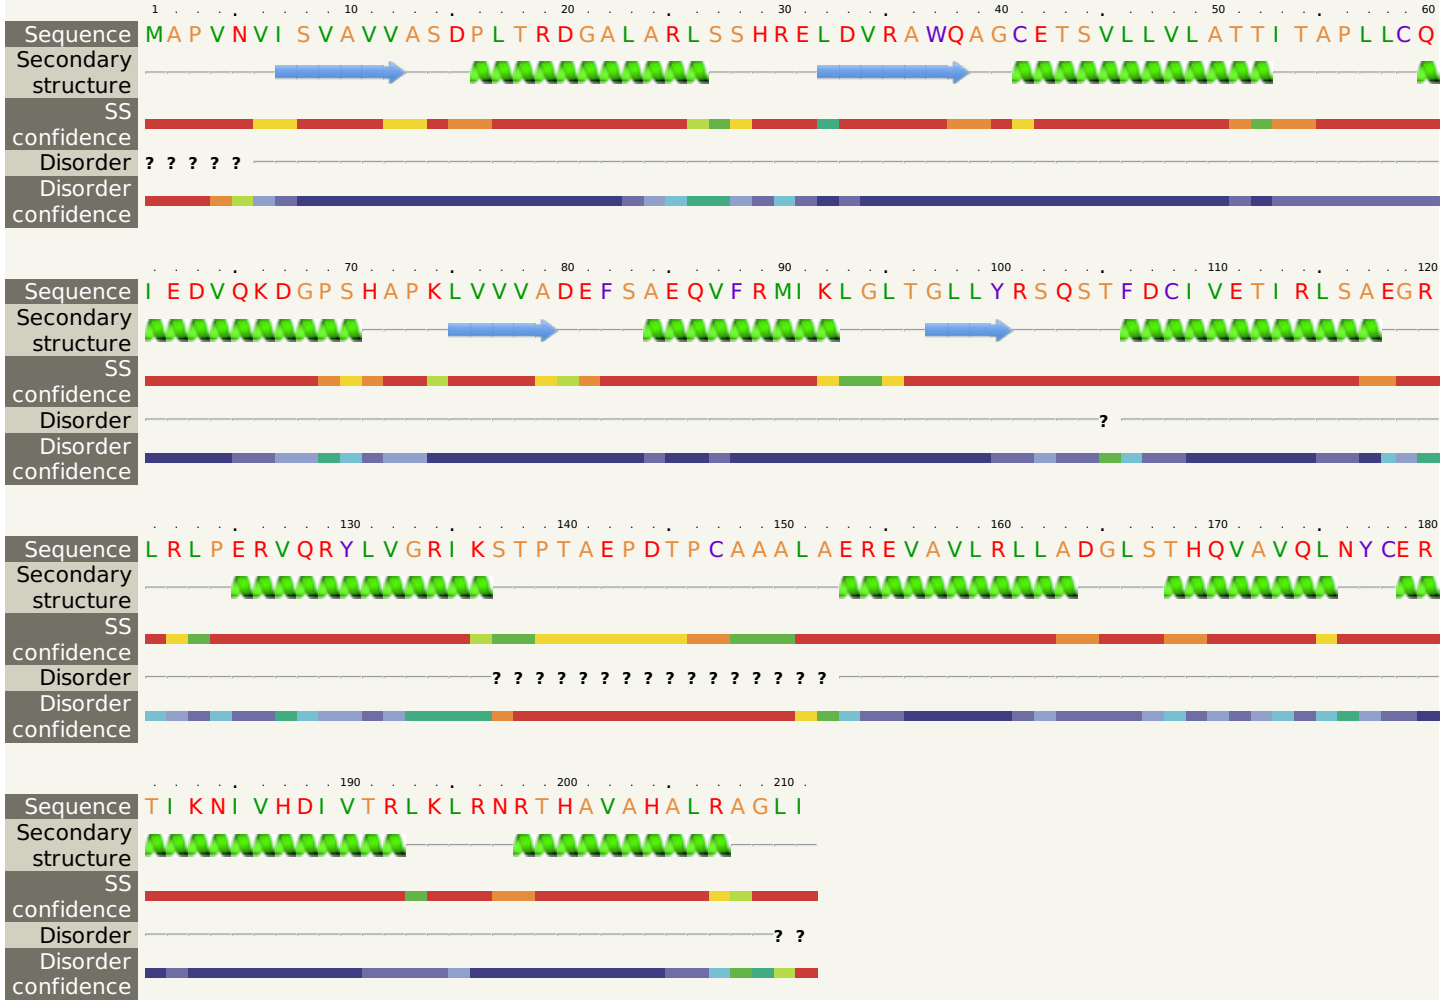 1 10 20 30 40 50 60
Sequence MAPVNVISVAVVASDPLTRDGALARLSSHRELDVRAWQAGCETSVLLVLATTITAPLLCQ
Secondary
structure
SS
confidence
Disorder ? ? ? ? ?
Disorder
confidence
70 80 90 100 110 120
Sequence IEDVQKDGPSHAPKLVVVADEFSAEQVFRMIKLGLTGLLYRSQSTFDCIVETIRLSAEGR
Secondary
structure
SS
confidence
Disorder ?
Disorder
confidence
130 140 150 160 170 180
Sequence LRLPERVQRYLVGRIKSTPTAEPDTPCAAALAEREVAVLRLLADGLSTHQVAVQLNYCER
Secondary
structure
SS
confidence
Disorder ? ? ? ? ? ? ? ? ? ? ? ? ? ? ? ?
Disorder
confidence
190 200 210
Sequence TIKNIVHDIVTRLKLRNRTHAVAHALRAGLI
Secondary
structure
SS
confidence
Disorder ? ?
Disorder
confidence